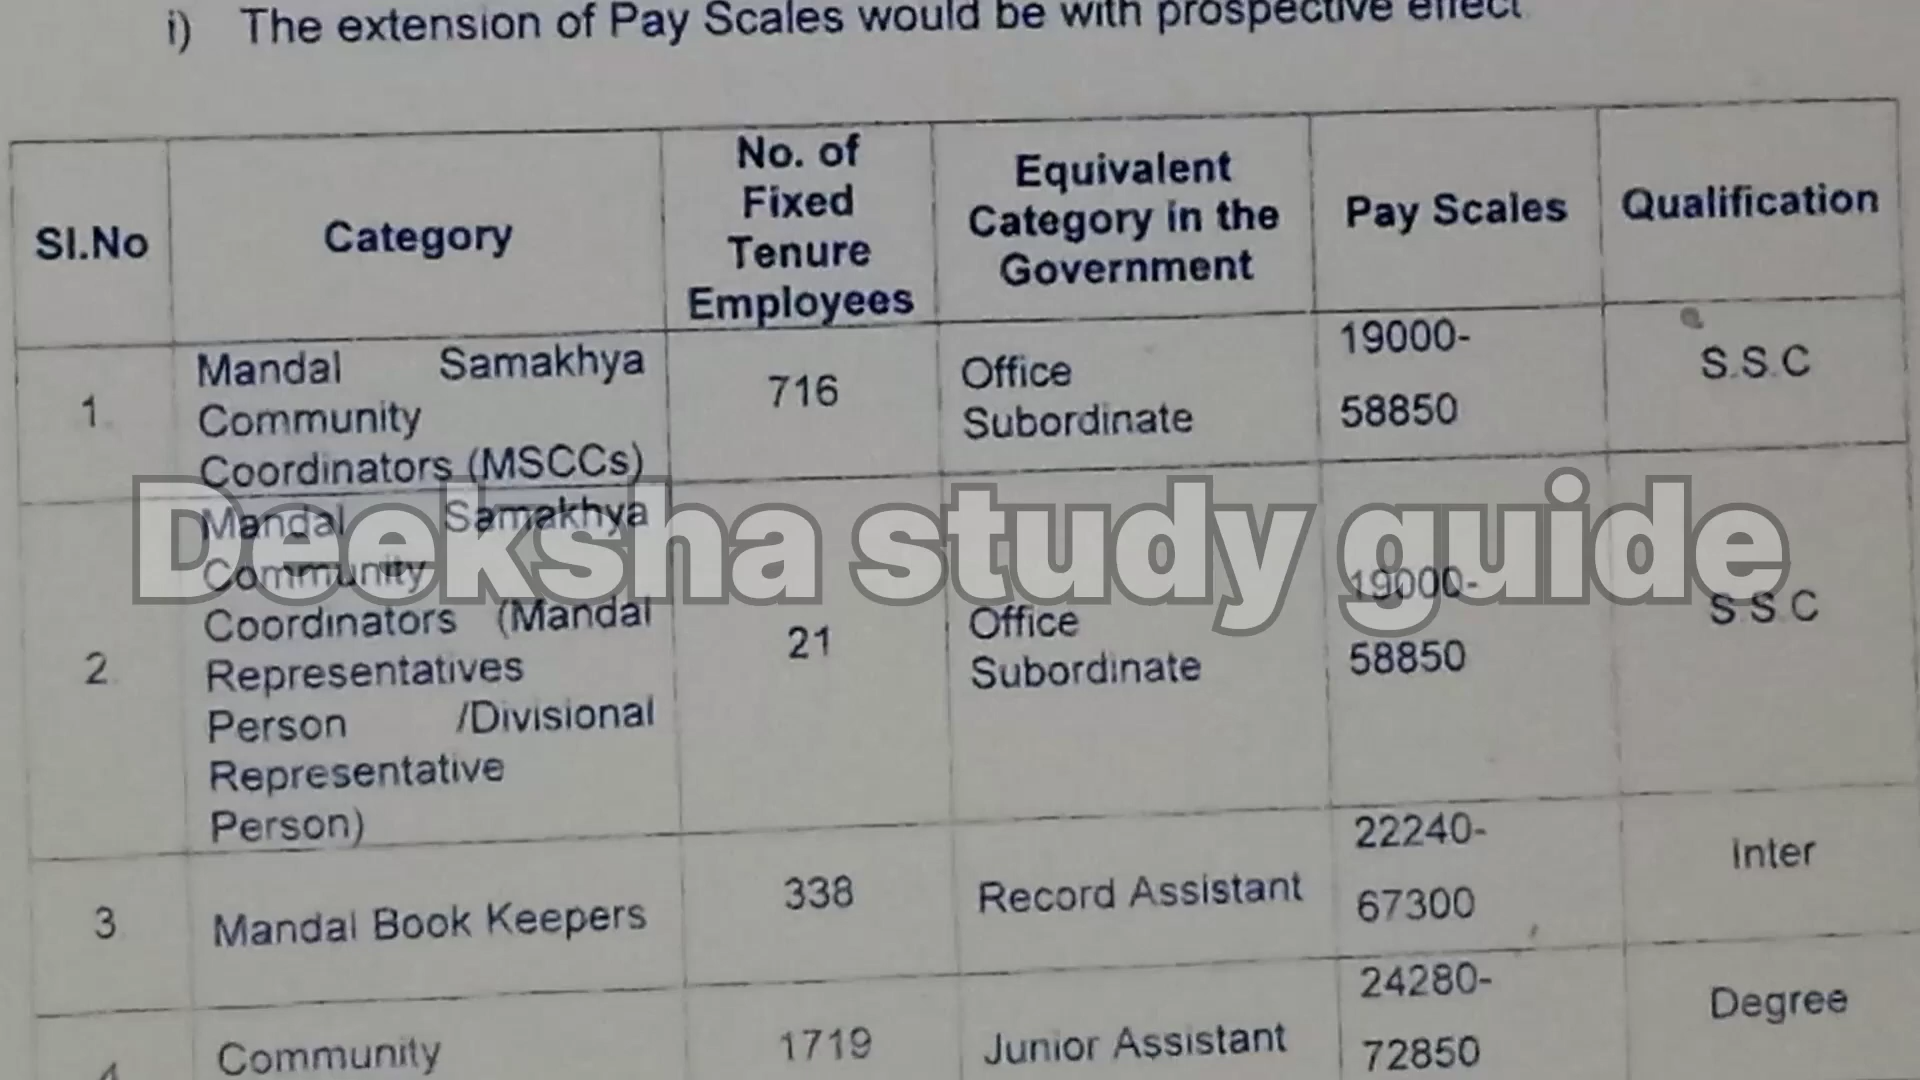 i) The extension of Pay Scales would be with prospective effect
Sl.No
Category
No. of
Fixed
Tenure
Employees
Equivalent
Category in the
Government
Pay Scales
Qualification
1.
Mandal Samakhya
Community
Coordinators (MSCCs)
716
Office
Subordinate
19000-
58850
S.S.C
2.
Mandal Samakhya
Community
Coordinators (Mandal
Representatives
Person /Divisional
Representative
Person)
21
Office
Subordinate
19000-
58850
S.S.C
3
Mandal Book Keepers
338
Record Assistant
22240-
67300
Inter
4
Community
1719
Junior Assistant
24280-
72850
Degree
Deeksha study guide